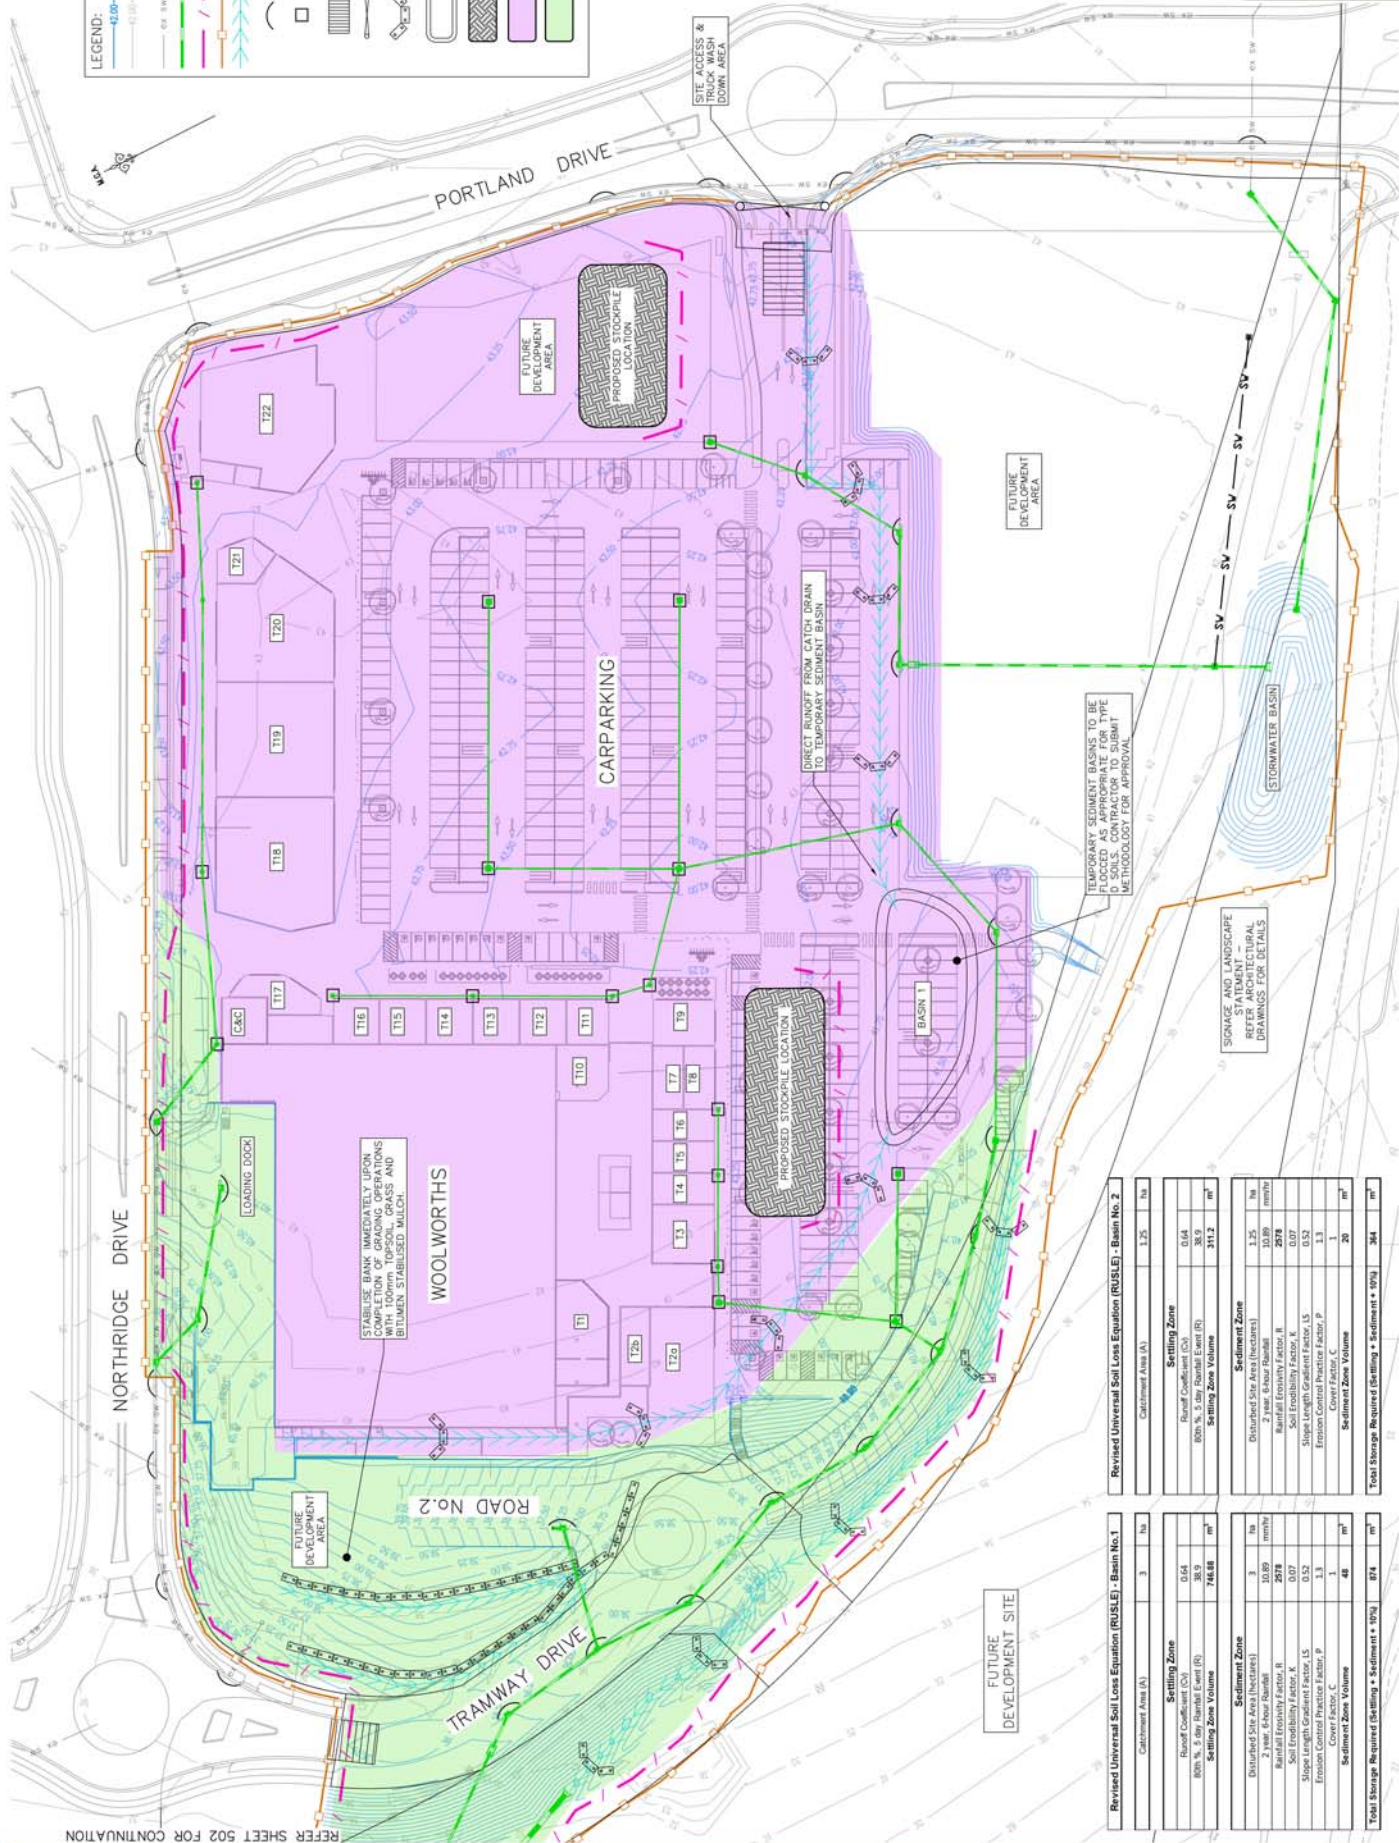 LEGEND:
42.00
42.00
EX SW
MGA
PORTLAND DRIVE
SITE ACCESS &
TRUCK WASH
DOWN AREA
FUTURE
DEVELOPMENT
AREA
PROPOSED STOCKPILE
LOCATION
T22
T21
T20
T19
T18
T17
C&C
T16
T15
T14
T13
T12
T11
T10
T9
T7
T8
T6
T5
T4
T3
T1
T2b
T2a
CARPARKING
FUTURE
DEVELOPMENT
AREA
SW
SW
SW
SW
DIRECT RUNOFF FROM CATCH DRAIN
TO TEMPORARY SEDIMENT BASIN
TEMPORARY SEDIMENT BASINS TO BE
FLOCCED AS APPROPRIATE FOR TYPE
D SOILS. CONTRACTOR TO SUBMIT
METHODOLOGY FOR APPROVAL
STORMWATER BASIN
SIGNAGE AND LANDSCAPE
STATEMENT -
REFER ARCHITECTURAL
DRAWINGS FOR DETAILS
BASIN 1
PROPOSED STOCKPILE LOCATION
NORTHRIDGE DRIVE
LOADING DOCK
WOOLWORTHS
STABILISE BANK IMMEDIATELY UPON
COMPLETION OF GRADING OPERATIONS
WITH 100mm TOPSOIL, GRASS AND
BITUMEN STABILISED MULCH.
FUTURE
DEVELOPMENT
AREA
ROAD No.2
TRAMWAY DRIVE
FUTURE
DEVELOPMENT SITE
REFER SHEET 502 FOR CONTINUATION
Revised Universal Soil Loss Equation (RUSLE) - Basin No.1
Catchment Area (A) 3 ha
Settling Zone
Runoff Coefficient (Cv) 0.64
80th %, 5 day Rainfall Event (R) 38.9
Settling Zone Volume 746.88 m³
Sediment Zone
Disturbed Site Area (hectares) 3 ha
2 year, 6-hour Rainfall 10.89 mm/hr
Rainfall Erosivity Factor, R 2578
Soil Erodibility Factor, K 0.07
Slope Length Gradient Factor, LS 0.52
Erosion Control Practice Factor, P 1.3
Cover Factor, C 1
Sediment Zone Volume 48 m³
Total Storage Required (Settling + Sediment + 10%) 874 m³
Revised Universal Soil Loss Equation (RUSLE) - Basin No. 2
Catchment Area (A) 1.25 ha
Settling Zone
Runoff Coefficient (Cv) 0.64
80th %, 5 day Rainfall Event (R) 38.9
Settling Zone Volume 311.2 m³
Sediment Zone
Disturbed Site Area (hectares) 1.25 ha
2 year, 6-hour Rainfall 10.89 mm/hr
Rainfall Erosivity Factor, R 2578
Soil Erodibility Factor, K 0.07
Slope Length Gradient Factor, LS 0.52
Erosion Control Practice Factor, P 1.3
Cover Factor, C 1
Sediment Zone Volume 20 m³
Total Storage Required (Settling + Sediment + 10%) 364 m³